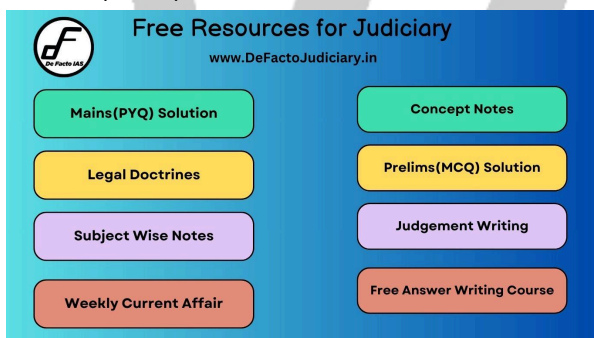 Free Resources for Judiciary
www.DeFactoJudiciary.in
De Facto IAS
Mains(PYQ) Solution
Legal Doctrines
Subject Wise Notes
Weekly Current Affair
Concept Notes
Prelims(MCQ) Solution
Judgement Writing
Free Answer Writing Course